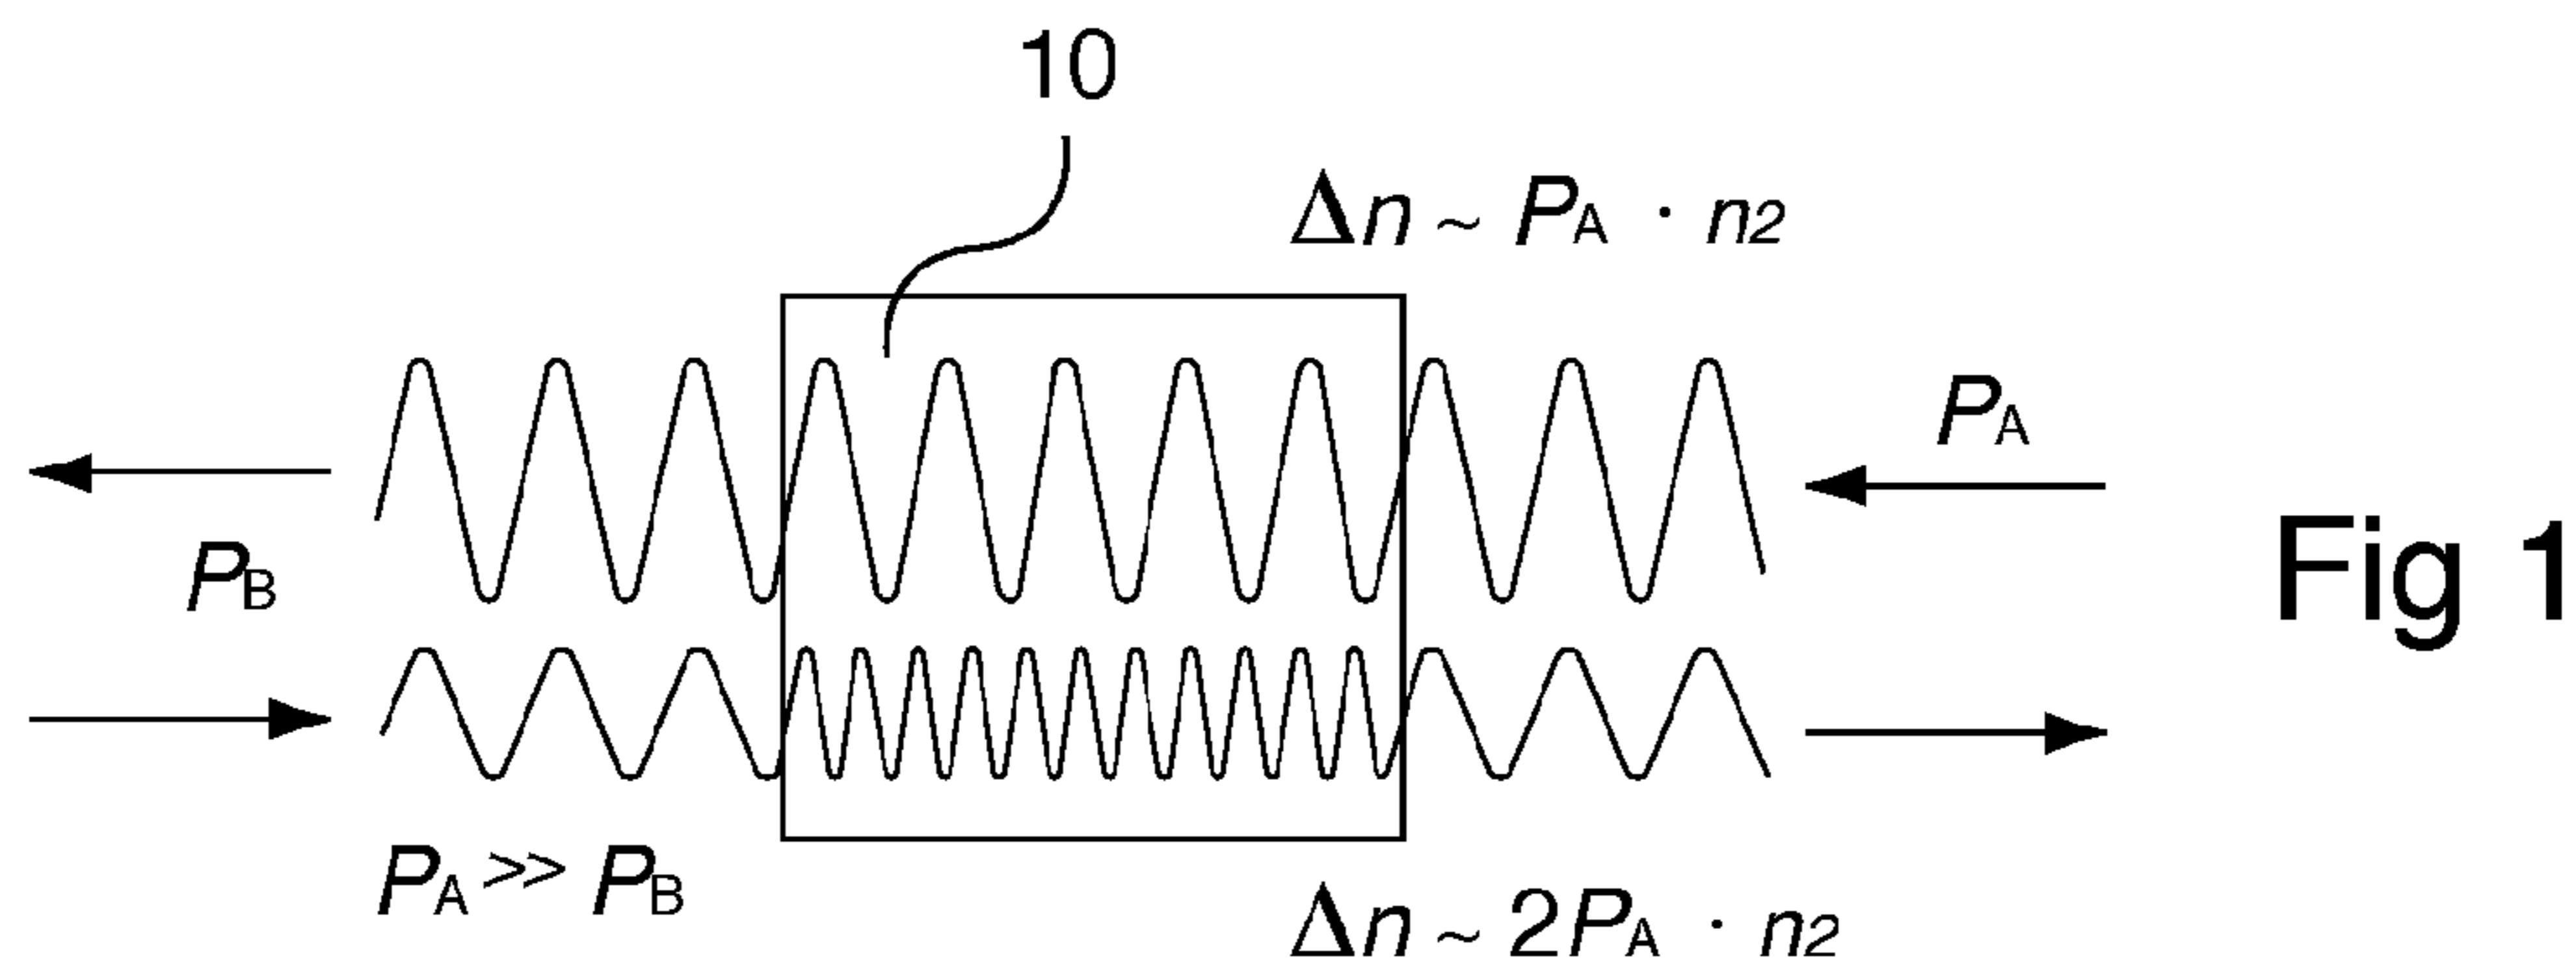 10
Δn ~ PA · n2
PA
PB
Fig 1
PA >> PB
Δn ~ 2PA · n2